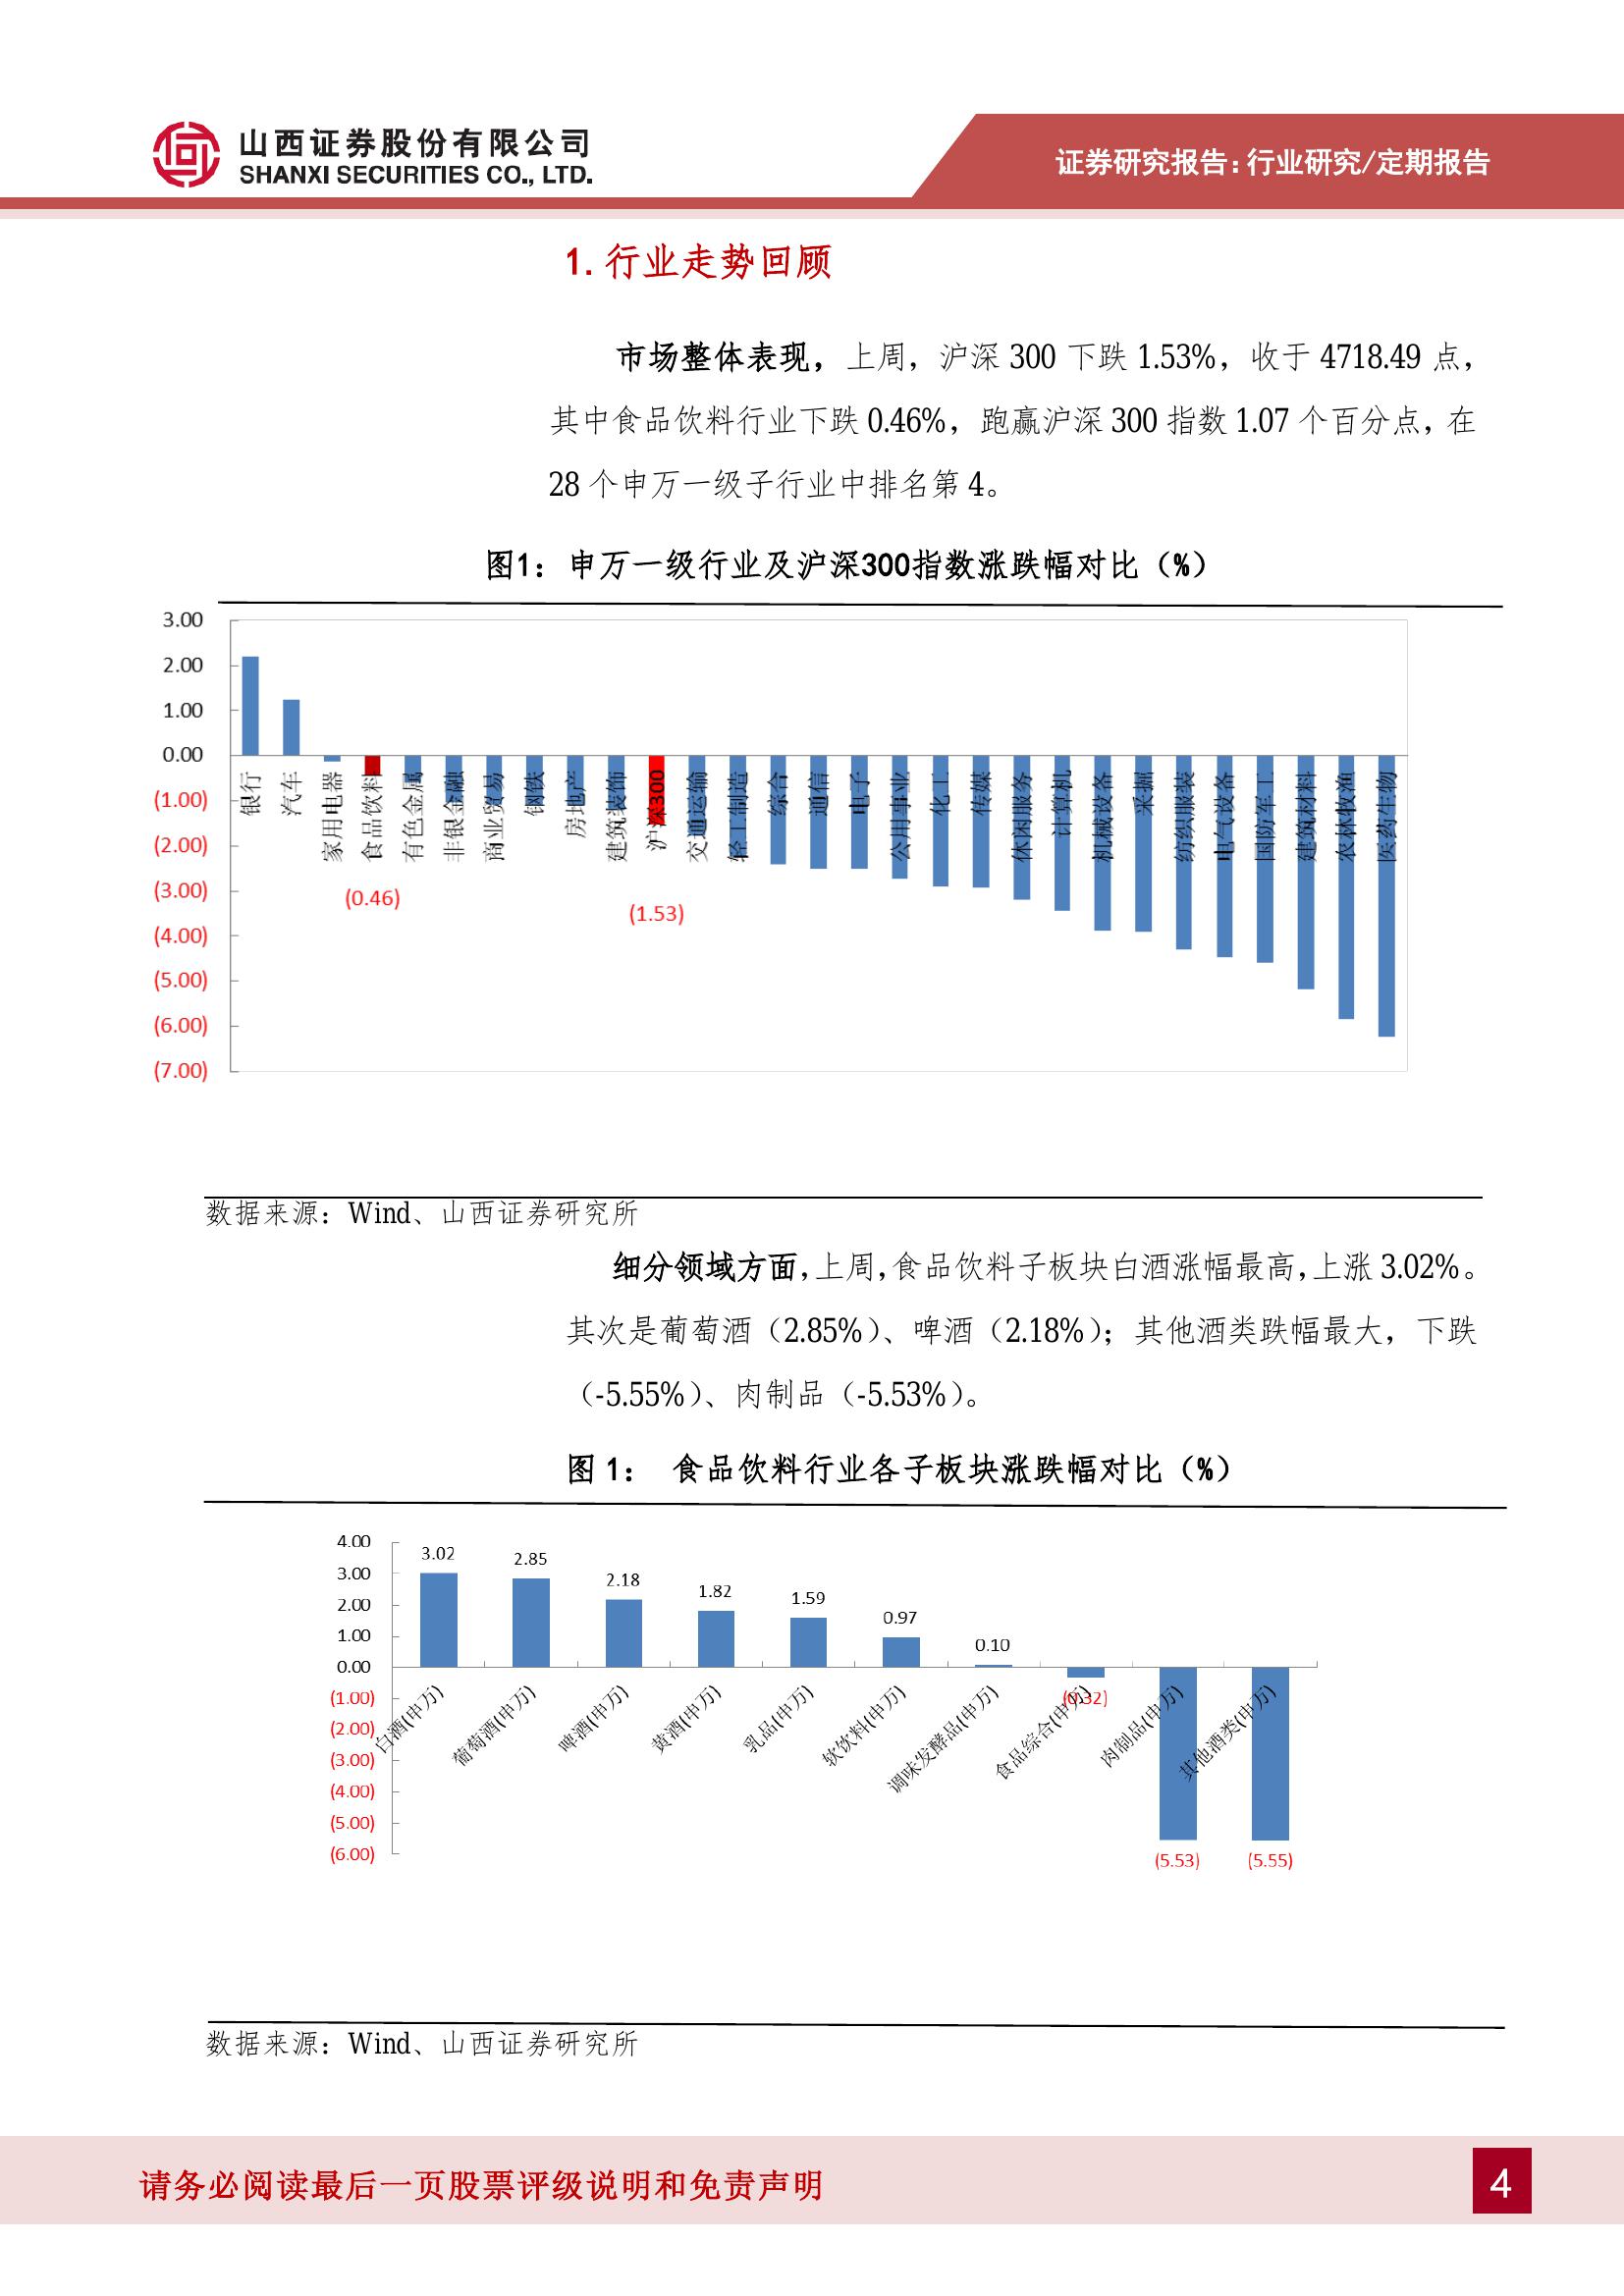 山西证券股份有限公司
SHANXI SECURITIES CO., LTD.
证券研究报告：行业研究/定期报告
1.行业走势回顾
市场整体表现，上周，沪深 300 下跌 1.53%，收于 4718.49 点，
其中食品饮料行业下跌 0.46%，跑赢沪深 300 指数 1.07 个百分点，在
28 个申万一级子行业中排名第 4。
图1：申万一级行业及沪深300指数涨跌幅对比（%）
3.00
2.00
1.00
0.00
(1.00)
(2.00)
(3.00)
(4.00)
(5.00)
(6.00)
(7.00)
银行
汽车
家用电器
食品饮料
有色金属
非银金融
商业贸易
钢铁
房地产
建筑装饰
沪深300
交通运输
轻工制造
综合
通信
电子
公用事业
化工
传媒
休闲服务
计算机
机械设备
采掘
纺织服装
电气设备
国防军工
建筑材料
农林牧渔
医药生物
(0.46)
(1.53)
数据来源：Wind、山西证券研究所
细分领域方面，上周，食品饮料子板块白酒涨幅最高，上涨 3.02%。
其次是葡萄酒（2.85%）、啤酒（2.18%）；其他酒类跌幅最大，下跌
（-5.55%）、肉制品（-5.53%）。
图 1： 食品饮料行业各子板块涨跌幅对比（%）
4.00
3.00
2.00
1.00
0.00
(1.00)
(2.00)
(3.00)
(4.00)
(5.00)
(6.00)
3.02
2.85
2.18
1.82
1.59
0.97
0.10
(0.32)
(5.53)
(5.55)
白酒(申万)
葡萄酒(申万)
啤酒(申万)
黄酒(申万)
乳品(申万)
软饮料(申万)
调味发酵品(申万)
食品综合(申万)
肉制品(申万)
其他酒类(申万)
数据来源：Wind、山西证券研究所
请务必阅读最后一页股票评级说明和免责声明
4